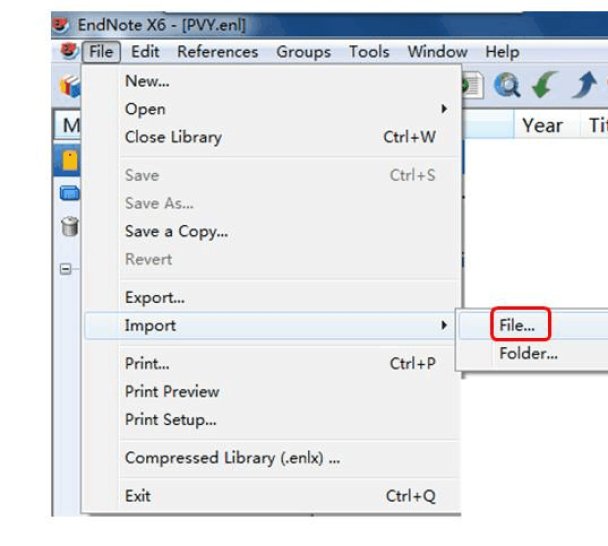 EndNote X6 - [PVY.enl]
File Edit References Groups Tools Window Help
New...
Open
Close Library Ctrl+W
Year
Save Ctrl+S
Save As...
Save a Copy...
Revert
Export...
Import
File...
Folder...
Print... Ctrl+P
Print Preview
Print Setup...
Compressed Library (.enlx) ...
Exit Ctrl+Q